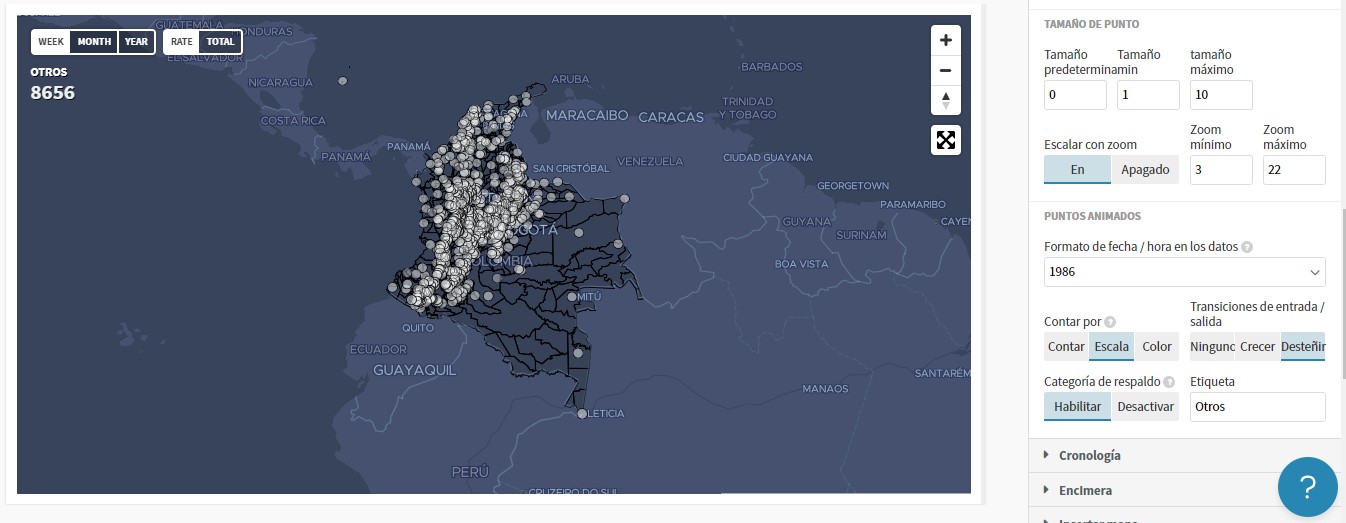 WEEK MONTH YEAR RATE TOTAL
OTROS
8656
GUATEMALA
HONDURAS
EL SALVADOR
NICARAGUA
COSTA RICA
PANAMÁ
PANAMÁ
ARUBA
BARBADOS
MARACAIBO
CARACAS
TRINIDAD
Y TOBAGO
SAN CRISTÓBAL
VENEZUELA
CIUDAD GUAYANA
GEORGETOWN
PARAMARIBO
CAYEN
GUYANA
SURINAM
BOA VISTA
GOTÁ
OLOMBIA
MITÚ
QUITO
ECUADOR
GUAYAQUIL
LETICIA
MANAOS
SANTARÉM
PERÚ
CRUZEIRO DO SUL
TAMAÑO DE PUNTO
Tamaño Tamaño tamaño
predeterminamin máximo
0 1 10
Escalar con zoom
Zoom mínimo
Zoom máximo
En Apagado 3 22
PUNTOS ANIMADOS
Formato de fecha / hora en los datos ?
1986
Contar por ?
Transiciones de entrada /
salida
Contar Escala Color
Ninguno Crecer Desteñir
Categoría de respaldo ? Etiqueta
Habilitar Desactivar Otros
Cronología
Encimera
Insertar mapa
?